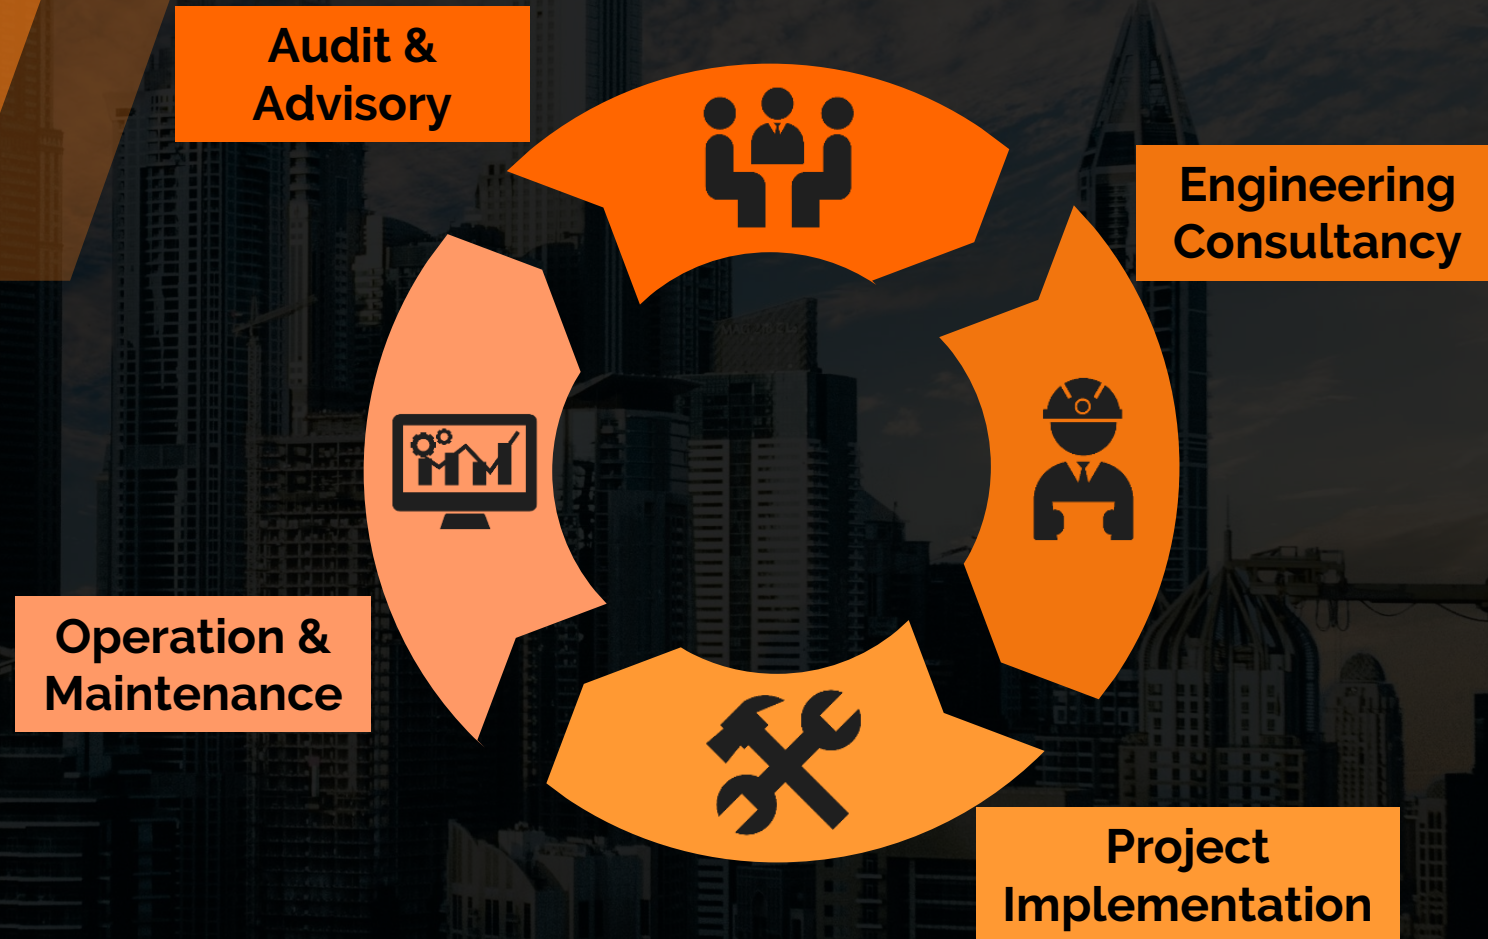 Audit &
Advisory
Engineering
Consultancy
Operation &
Maintenance
Project
Implementation